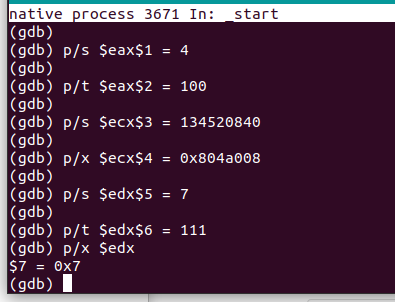 native process 3671 In: _start
(gdb)
(gdb) p/s $eax$1 = 4
(gdb)
(gdb) p/t $eax$2 = 100
(gdb)
(gdb) p/s $ecx$3 = 134520840
(gdb)
(gdb) p/x $ecx$4 = 0x804a008
(gdb)
(gdb) p/s $edx$5 = 7
(gdb)
(gdb) p/t $edx$6 = 111
(gdb) p/x $edx
$7 = 0x7
(gdb)